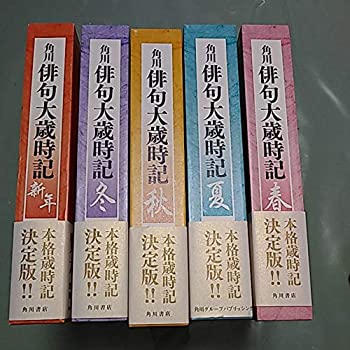 角川
俳句大歳時記
新年
本格歳時記
決定版!!
角川書店
角川
俳句大歳時記
冬
本格歳時記
決定版!!
角川書店
角川
俳句大歳時記
秋
本格歳時記
決定版!!
角川書店
角川
俳句大歳時記
夏
本格歳時記
決定版!!
角川グループパブリッシング
角川
俳句大歳時記
春
本格歳時記
決定版!!
角川書店